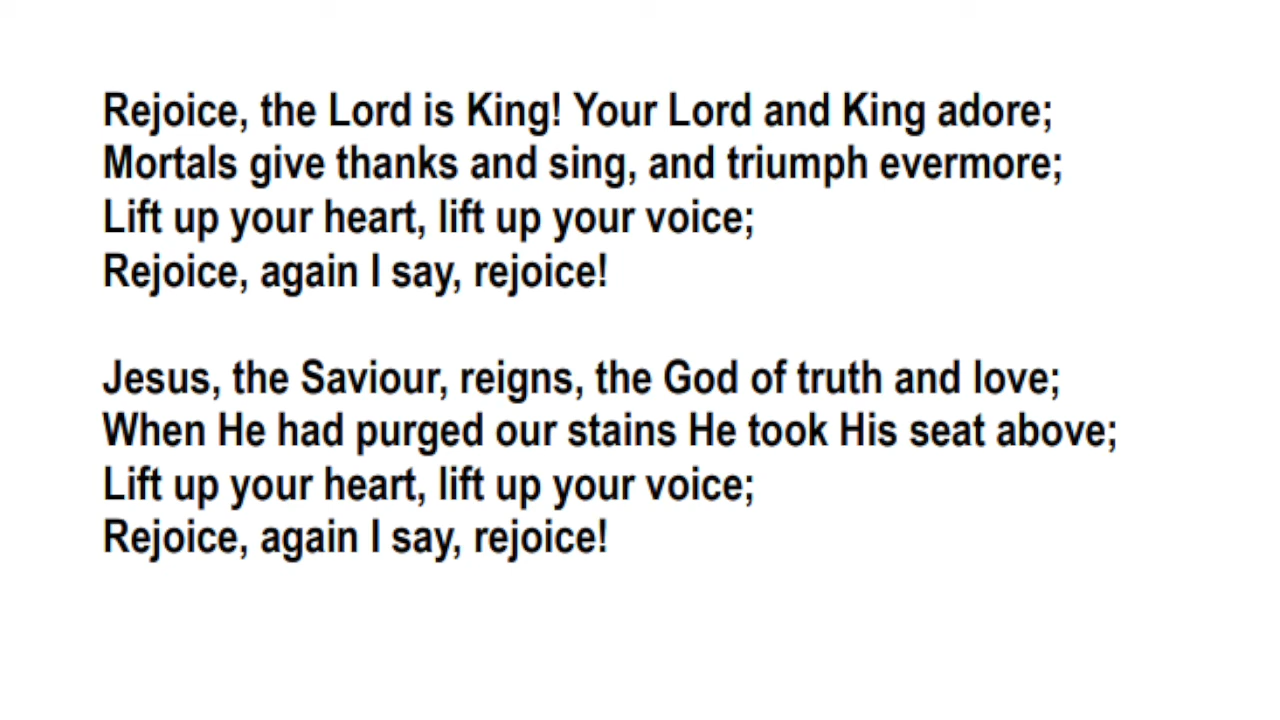 Rejoice, the Lord is King! Your Lord and King adore;
Mortals give thanks and sing, and triumph evermore;
Lift up your heart, lift up your voice;
Rejoice, again I say, rejoice!
Jesus, the Saviour, reigns, the God of truth and love;
When He had purged our stains He took His seat above;
Lift up your heart, lift up your voice;
Rejoice, again I say, rejoice!